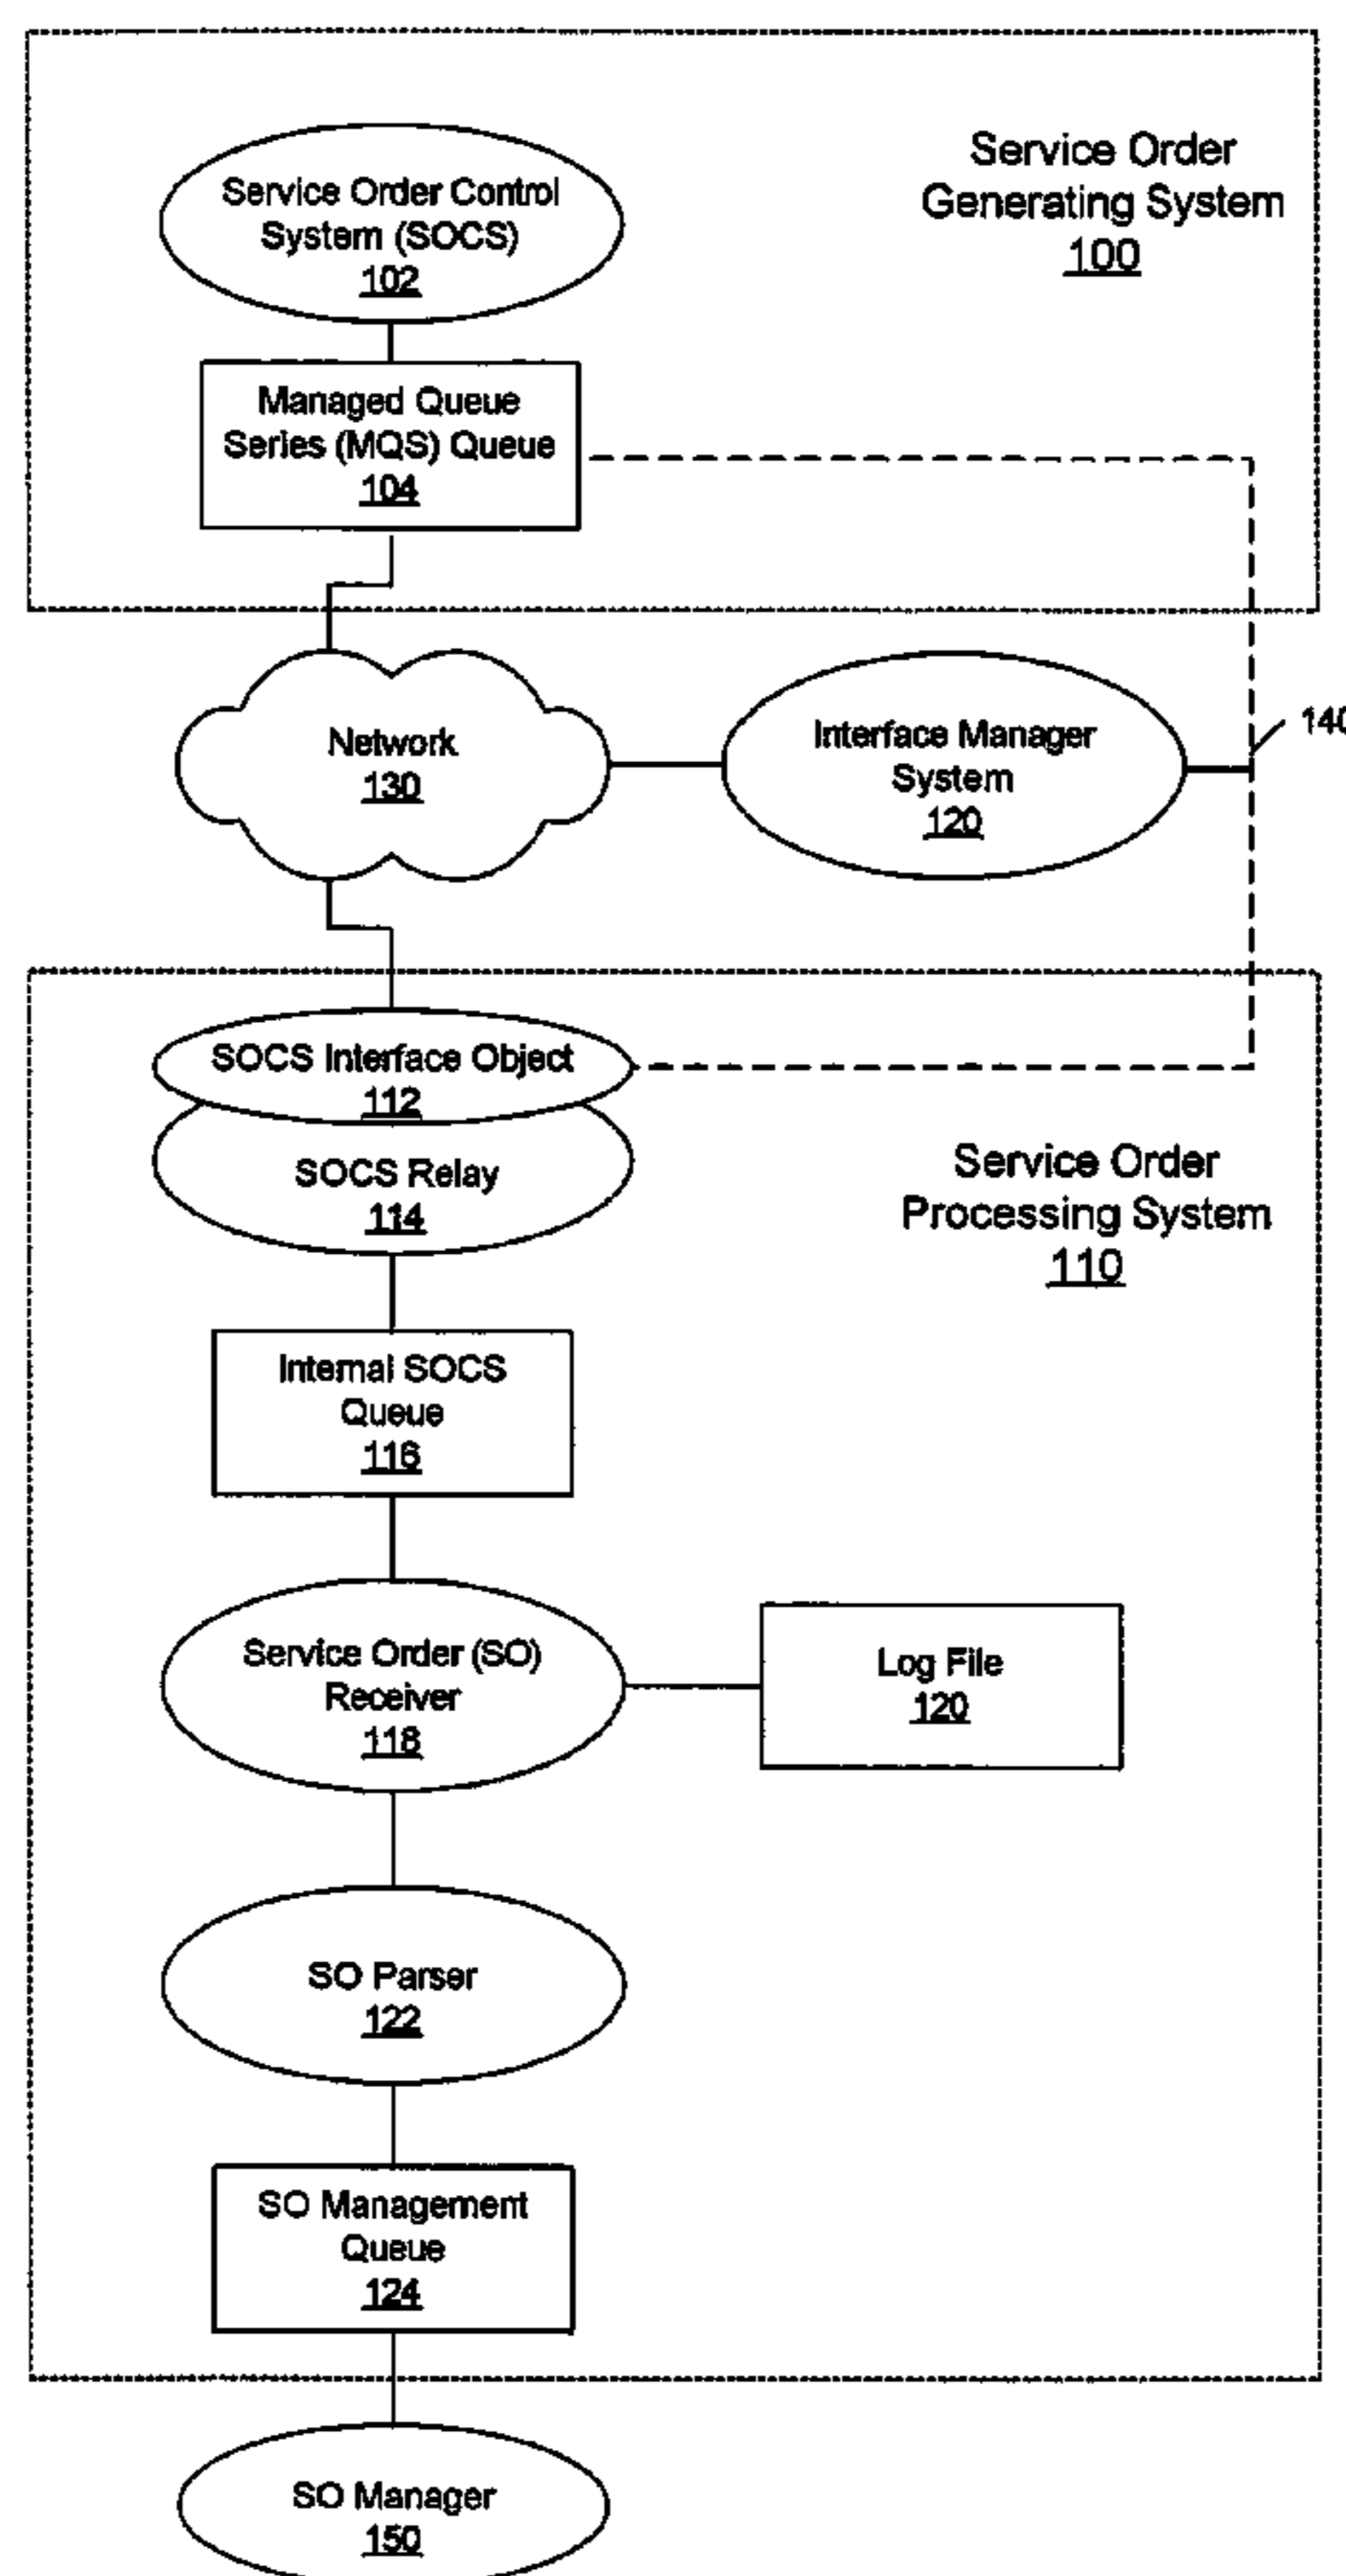 Service Order
Generating System
100
Service Order Control
System (SOCS)
102
Managed Queue
Series (MQS) Queue
104
Network
130
Interface Manager
System
120
140
SOCS Interface Object
112
SOCS Relay
114
Service Order
Processing System
110
Internal SOCS
Queue
116
Service Order (SO)
Receiver
118
Log File
120
SO Parser
122
SO Management
Queue
124
SO Manager
150